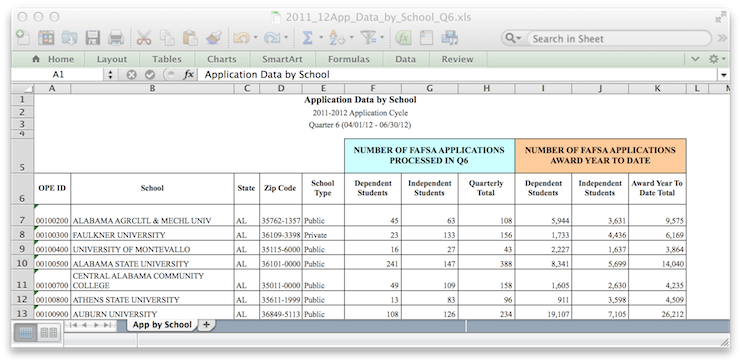 2011_12App_Data_by_School_Q6.xls
Search in Sheet
Home Layout Tables Charts SmartArt Formulas Data Review
A1 fx Application Data by School
A B C D E F G H I J K L
1 Application Data by School
2 2011-2012 Application Cycle
3 Quarter 6 (04/01/12 - 06/30/12)
4
NUMBER OF FAFSA APPLICATIONS NUMBER OF FAFSA APPLICATIONS
5 PROCESSED IN Q6 AWARD YEAR TO DATE
School Dependent Independent Quarterly Dependent Independent Award Year To
6 OPE ID School State Zip Code Type Students Students Total Students Students Date Total
7 00100200 ALABAMA AGRCLTL & MECHL UNIV AL 35762-1357 Public 45 63 108 5,944 3,631 9,575
8 00100300 FAULKNER UNIVERSITY AL 36109-3398 Private 23 133 156 1,733 4,436 6,169
9 00100400 UNIVERSITY OF MONTEVALLO AL 35115-6000 Public 16 27 43 2,227 1,637 3,864
10 00100500 ALABAMA STATE UNIVERSITY AL 36101-0000 Public 241 147 388 8,341 5,699 14,040
CENTRAL ALABAMA COMMUNITY
11 00100700 COLLEGE AL 35011-0000 Public 49 109 158 1,605 2,630 4,235
12 00100800 ATHENS STATE UNIVERSITY AL 35611-1999 Public 13 83 96 911 3,598 4,509
13 00100900 AUBURN UNIVERSITY AL 36849-5113 Public 108 126 234 19,107 7,105 26,212
App by School